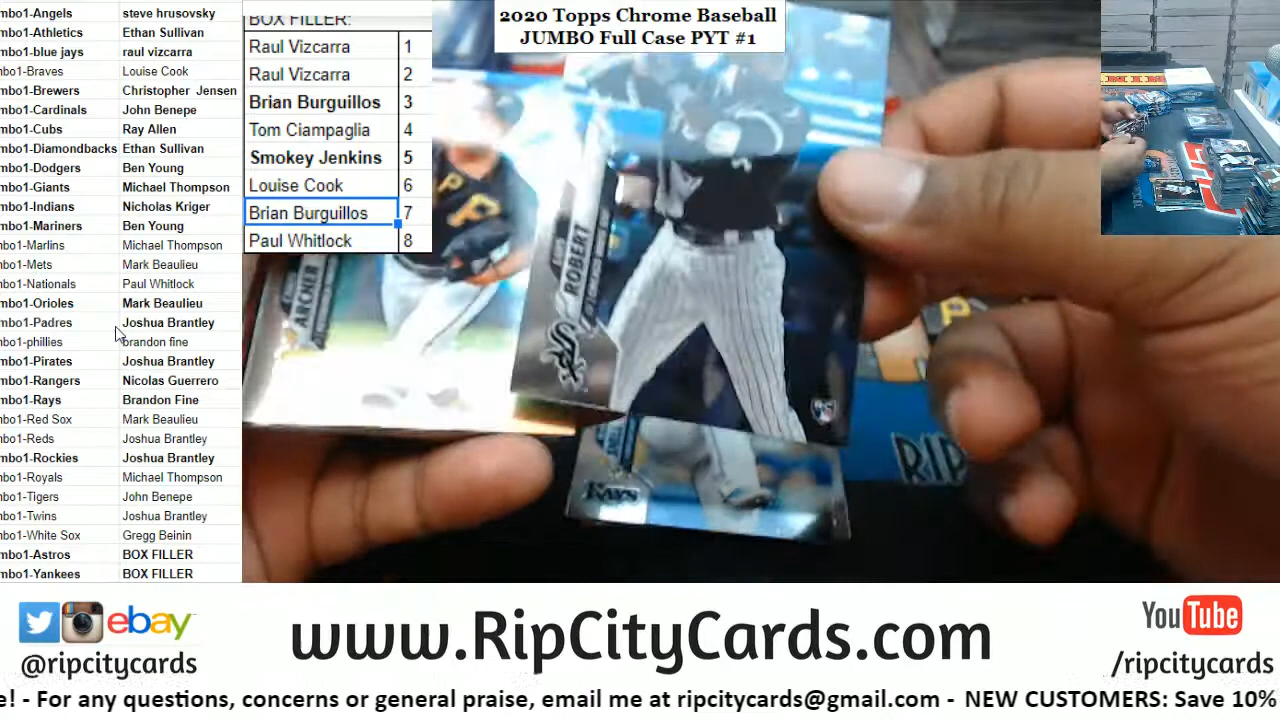 mbo1-Angels steve hrusovsky
mbo1-Athletics Ethan Sullivan
mbo1-blue jays raul vizcarra
mbo1-Braves Louise Cook
mbo1-Brewers Christopher Jensen
mbo1-Cardinals John Benepe
mbo1-Cubs Ray Allen
mbo1-Diamondbacks Ethan Sullivan
mbo1-Dodgers Ben Young
mbo1-Giants Michael Thompson
mbo1-Indians Nicholas Kriger
mbo1-Mariners Ben Young
mbo1-Marlins Michael Thompson
mbo1-Mets Mark Beaulieu
mbo1-Nationals Paul Whitlock
mbo1-Orioles Mark Beaulieu
mbo1-Padres Joshua Brantley
mbo1-phillies brandon fine
mbo1-Pirates Joshua Brantley
mbo1-Rangers Nicolas Guerrero
mbo1-Rays Brandon Fine
mbo1-Red Sox Mark Beaulieu
mbo1-Reds Joshua Brantley
mbo1-Rockies Joshua Brantley
mbo1-Royals Michael Thompson
mbo1-Tigers John Benepe
mbo1-Twins Joshua Brantley
mbo1-White Sox Gregg Beinin
mbo1-Astros BOX FILLER
mbo1-Yankees BOX FILLER
BOX FILLER:
Raul Vizcarra 1
Raul Vizcarra 2
Brian Burguillos 3
Tom Ciampaglia 4
Smokey Jenkins 5
Louise Cook 6
Brian Burguillos 7
Paul Whitlock 8
2020 Topps Chrome Baseball
JUMBO Full Case PYT #1
ARCHER
ROBERT
RAYS
RIP
ebay
@ripcitycards
www.RipCityCards.com
YouTube
/ripcitycards
e! - For any questions, concerns or general praise, email me at ripcitycards@gmail.com - NEW CUSTOMERS: Save 10%